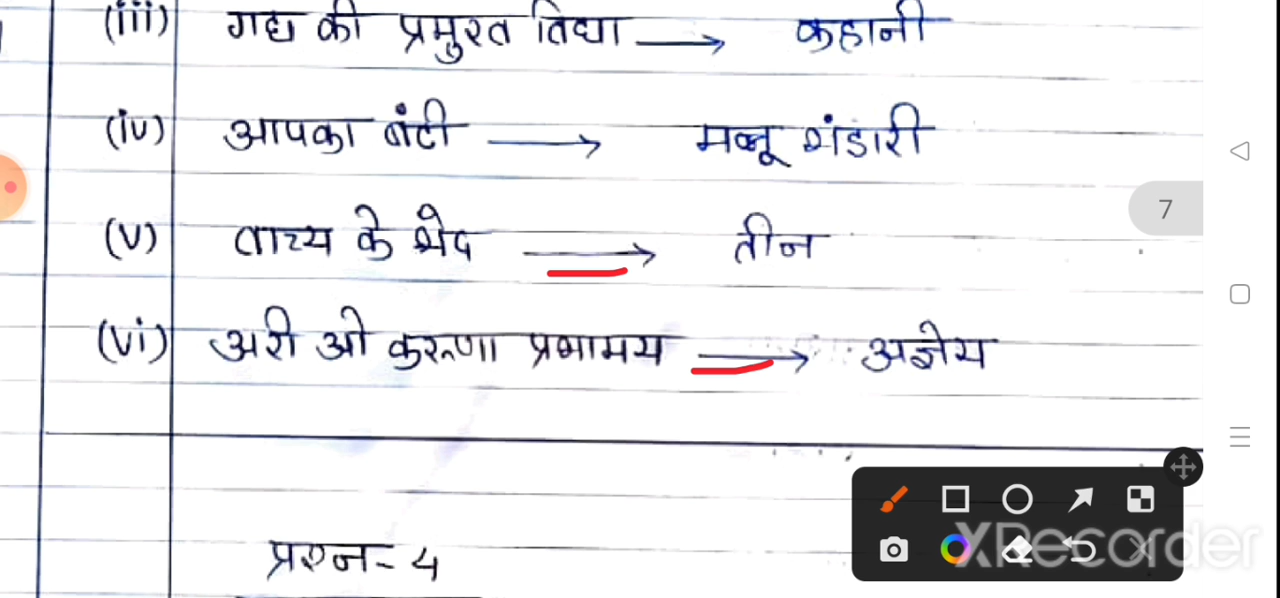 (iii) गद्य की प्रमुख विधा → कहानी
(iv) आपका बंटी → मन्नू भंडारी
7
(v) वाच्य के भेद → तीन
(vi) अरी ओ करुणा प्रभामय → अज्ञेय
XRecorder
प्रश्न-4